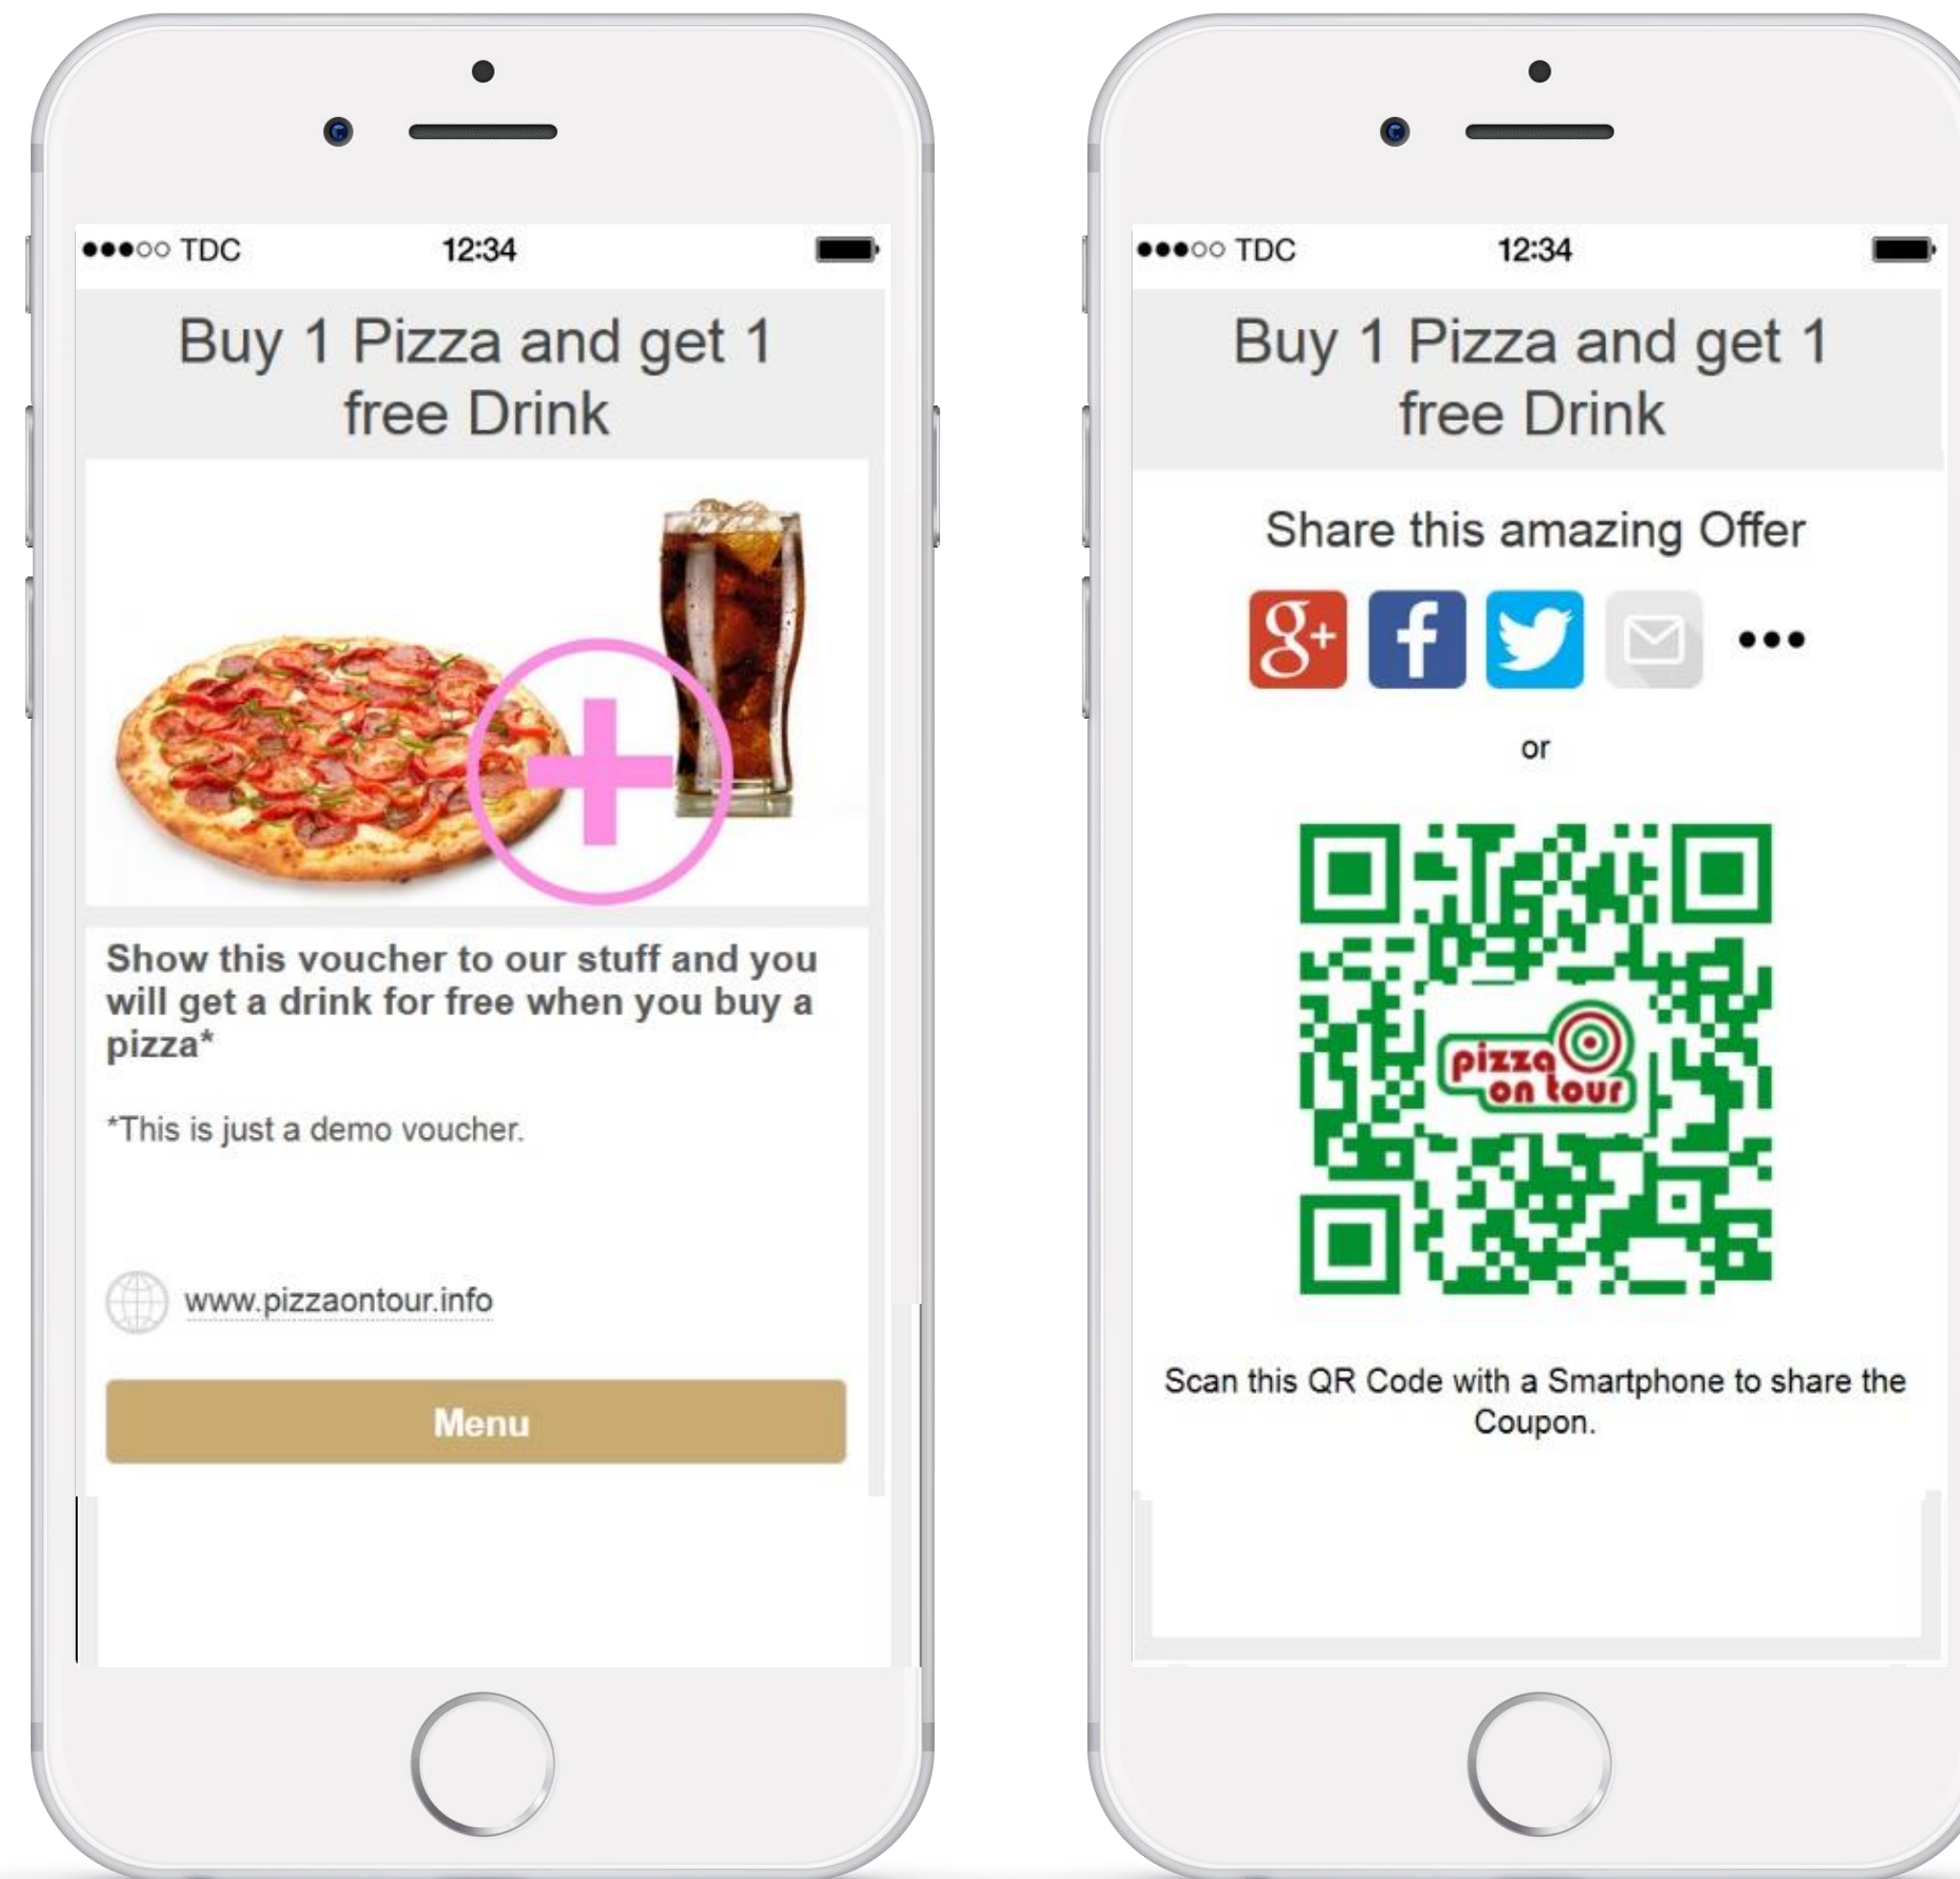 ●●●○○ TDC 12:34
Buy 1 Pizza and get 1
free Drink
Show this voucher to our stuff and you
will get a drink for free when you buy a
pizza*
*This is just a demo voucher.
www.pizzaontour.info
Menu
●●●○○ TDC 12:34
Buy 1 Pizza and get 1
free Drink
Share this amazing Offer
g+ f •••
or
pizza
on tour
Scan this QR Code with a Smartphone to share the
Coupon.